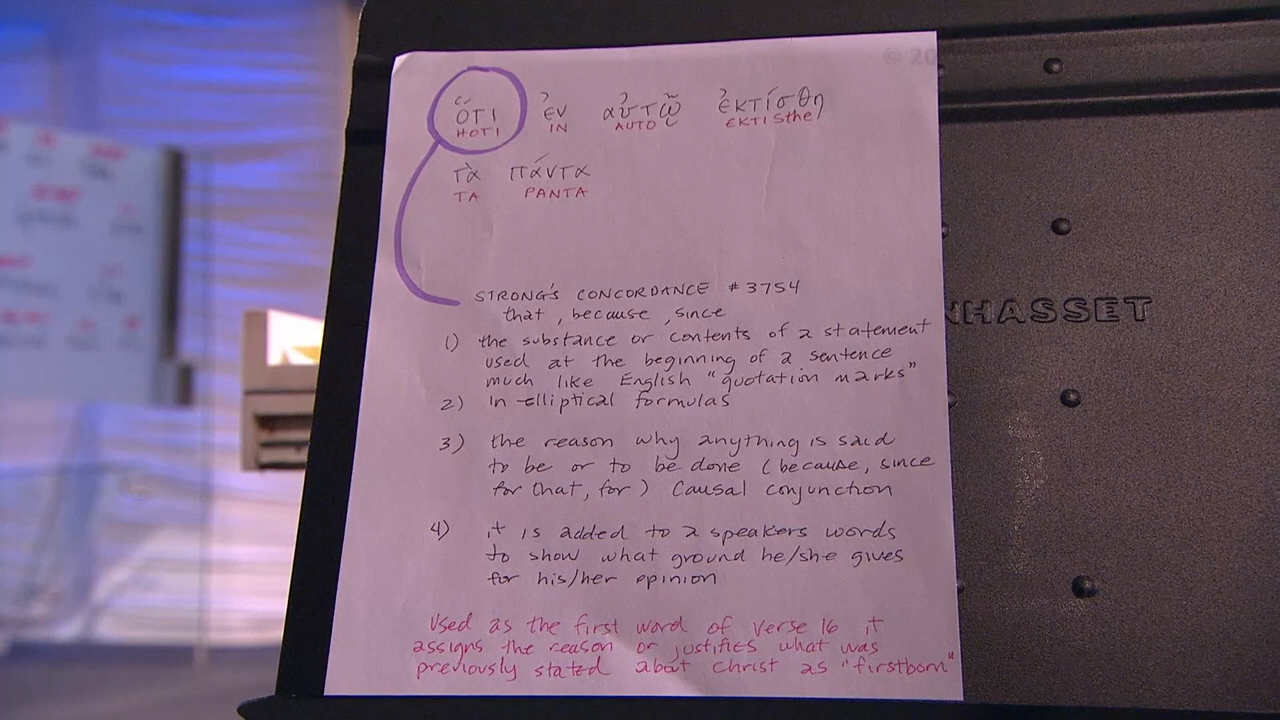 © 20
ὅτι ἐν αὐτῷ ἐκτίσθη
HOTI IN AUTO EKTISthe
τὰ πάντα
TA PANTA
STRONG'S CONCORDANCE #3754
that, because, since
1) the substance or contents of a statement
used at the beginning of a sentence
much like English "quotation marks"
2) In elliptical formulas
3) the reason why anything is said
to be or to be done (because, since
for that, for) Causal conjunction
4) it is added to a speakers words
to show what ground he/she gives
for his/her opinion
Used as the first word of verse 16 it
assigns the reason or justifies what was
previously stated about Christ as "firstborn"
NHASSET